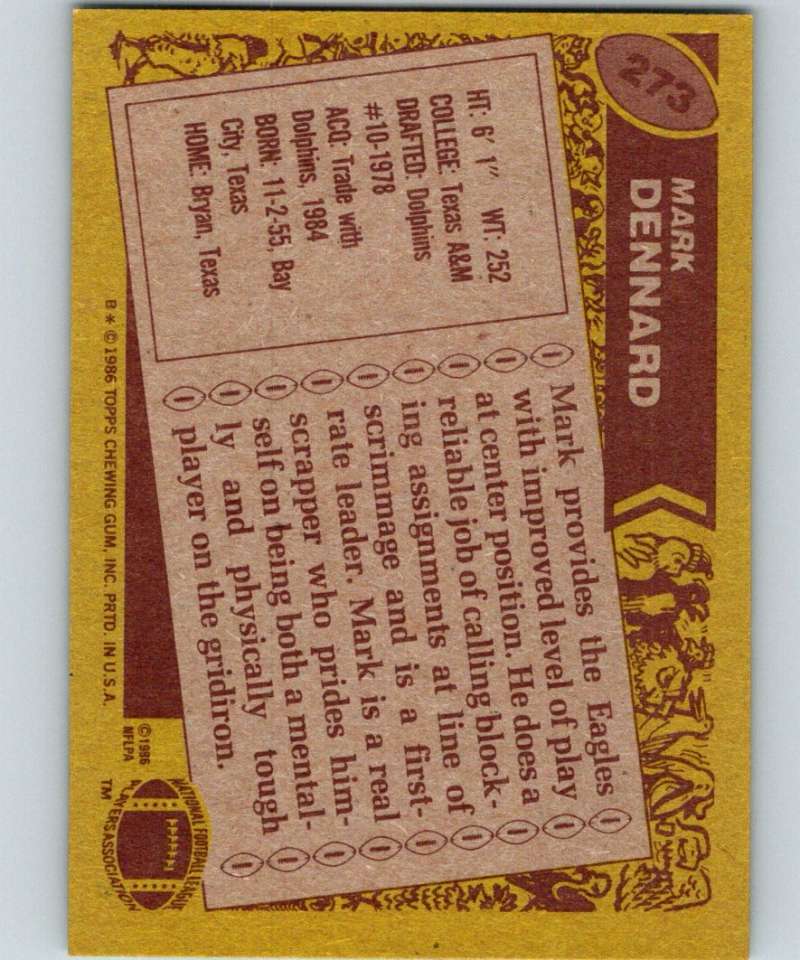 273
MARK
DENNARD
HT: 6' 1" WT: 252
COLLEGE: Texas A&M
DRAFTED: Dolphins
#10-1978
ACQ: Trade with
Dolphins, 1984
BORN: 11-2-55, Bay
City, Texas
HOME: Bryan, Texas
Mark provides the Eagles
with improved level of play
at center position. He does a
reliable job of calling block-
ing assignments at line of
scrimmage and is a first-
rate leader. Mark is a real
scrapper who prides him-
self on being both a mental-
ly and physically tough
player on the gridiron.
B* © 1986 TOPPS CHEWING GUM, INC. PRTD. IN U.S.A.
© 1986
NFLPA
NATIONAL FOOTBALL LEAGUE
PLAYERS ASSOCIATION
TM